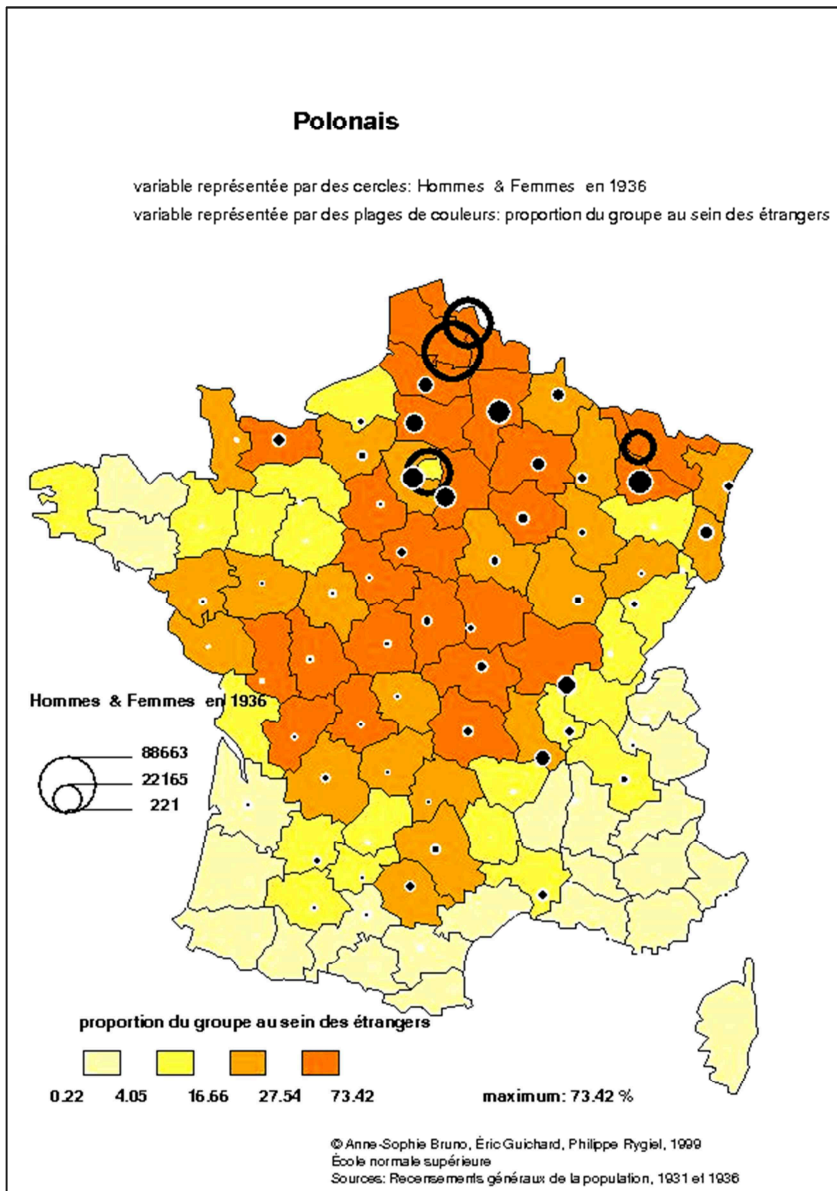 Polonais
variable représentée par des cercles: Hommes & Femmes en 1936
variable représentée par des plages de couleurs: proportion du groupe au sein des étrangers
Hommes & Femmes en 1936
88663
22165
221
proportion du groupe au sein des étrangers
0.22 4.05 16.66 27.54 73.42 maximum: 73.42 %
© Anne-Sophie Bruno, Éric Guichard, Philippe Rygiel, 1999
École normale supérieure
Sources: Recensements généraux de la population, 1931 et 1936